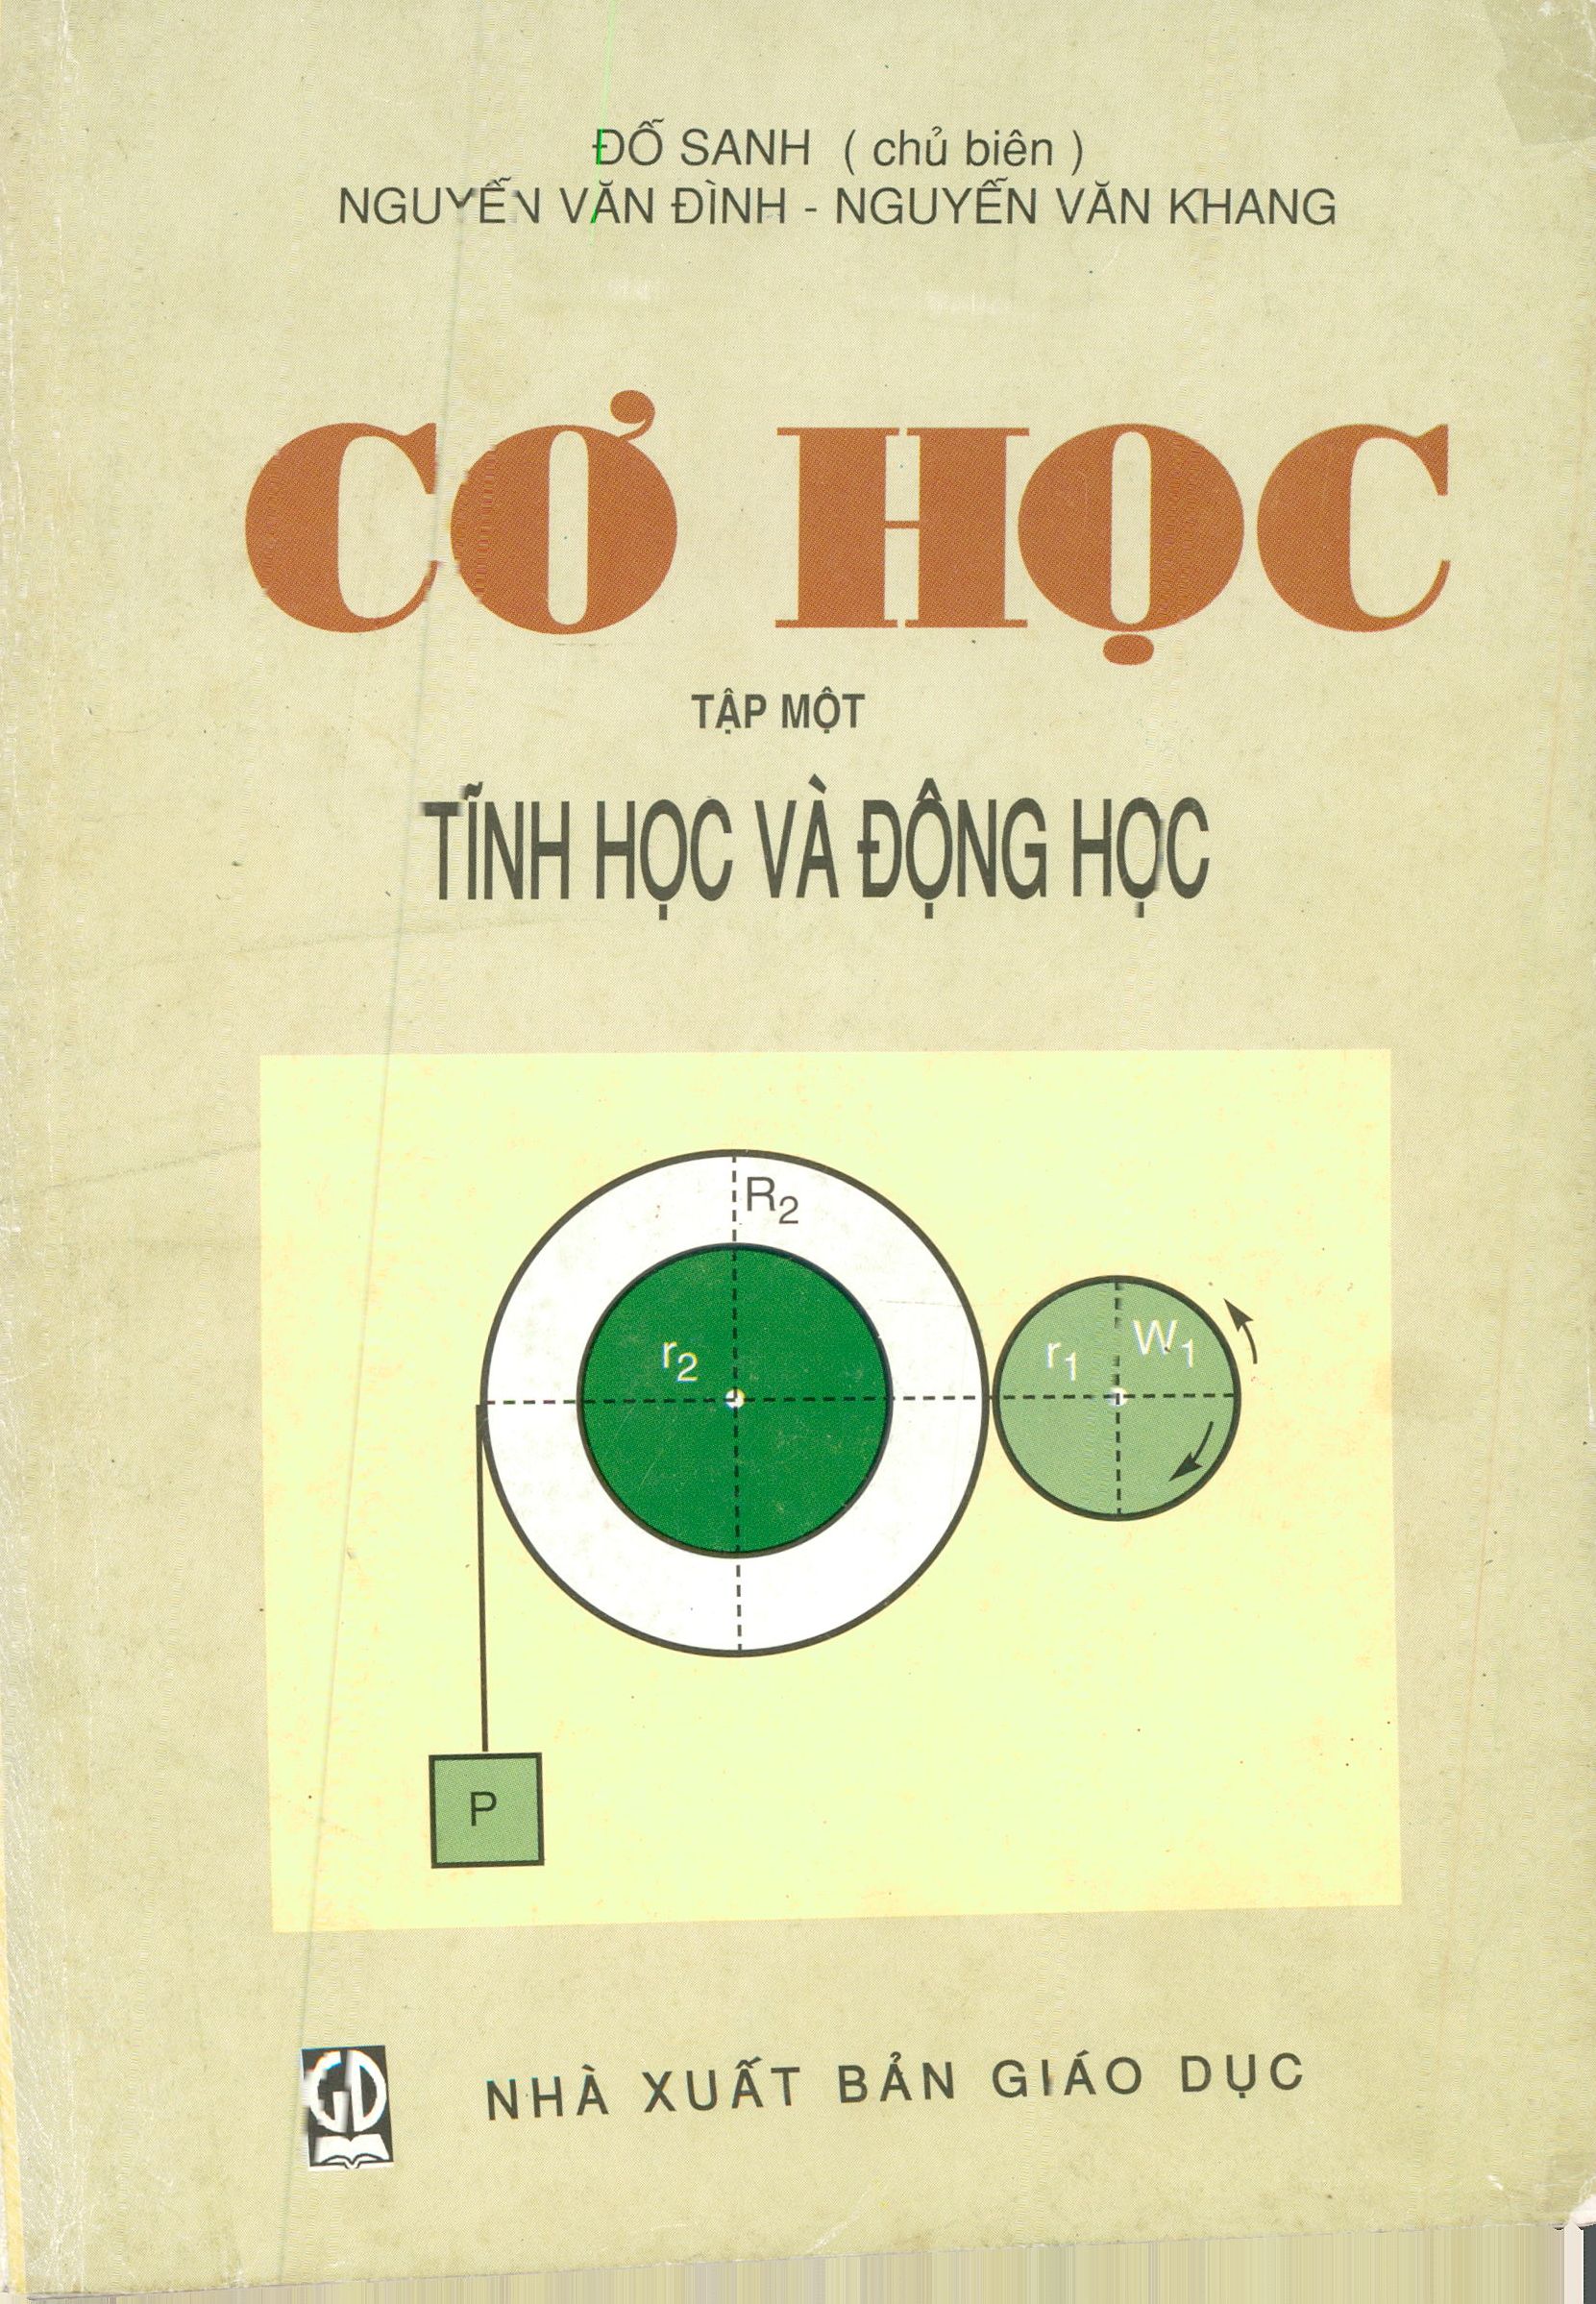 ĐỖ SANH ( chủ biên )
NGUYỄN VĂN ĐÌNH - NGUYỄN VĂN KHANG
CƠ HỌC
TẬP MỘT
TĨNH HỌC VÀ ĐỘNG HỌC
R2
r2
r1 W1
P
GD
NHÀ XUẤT BẢN GIÁO DỤC